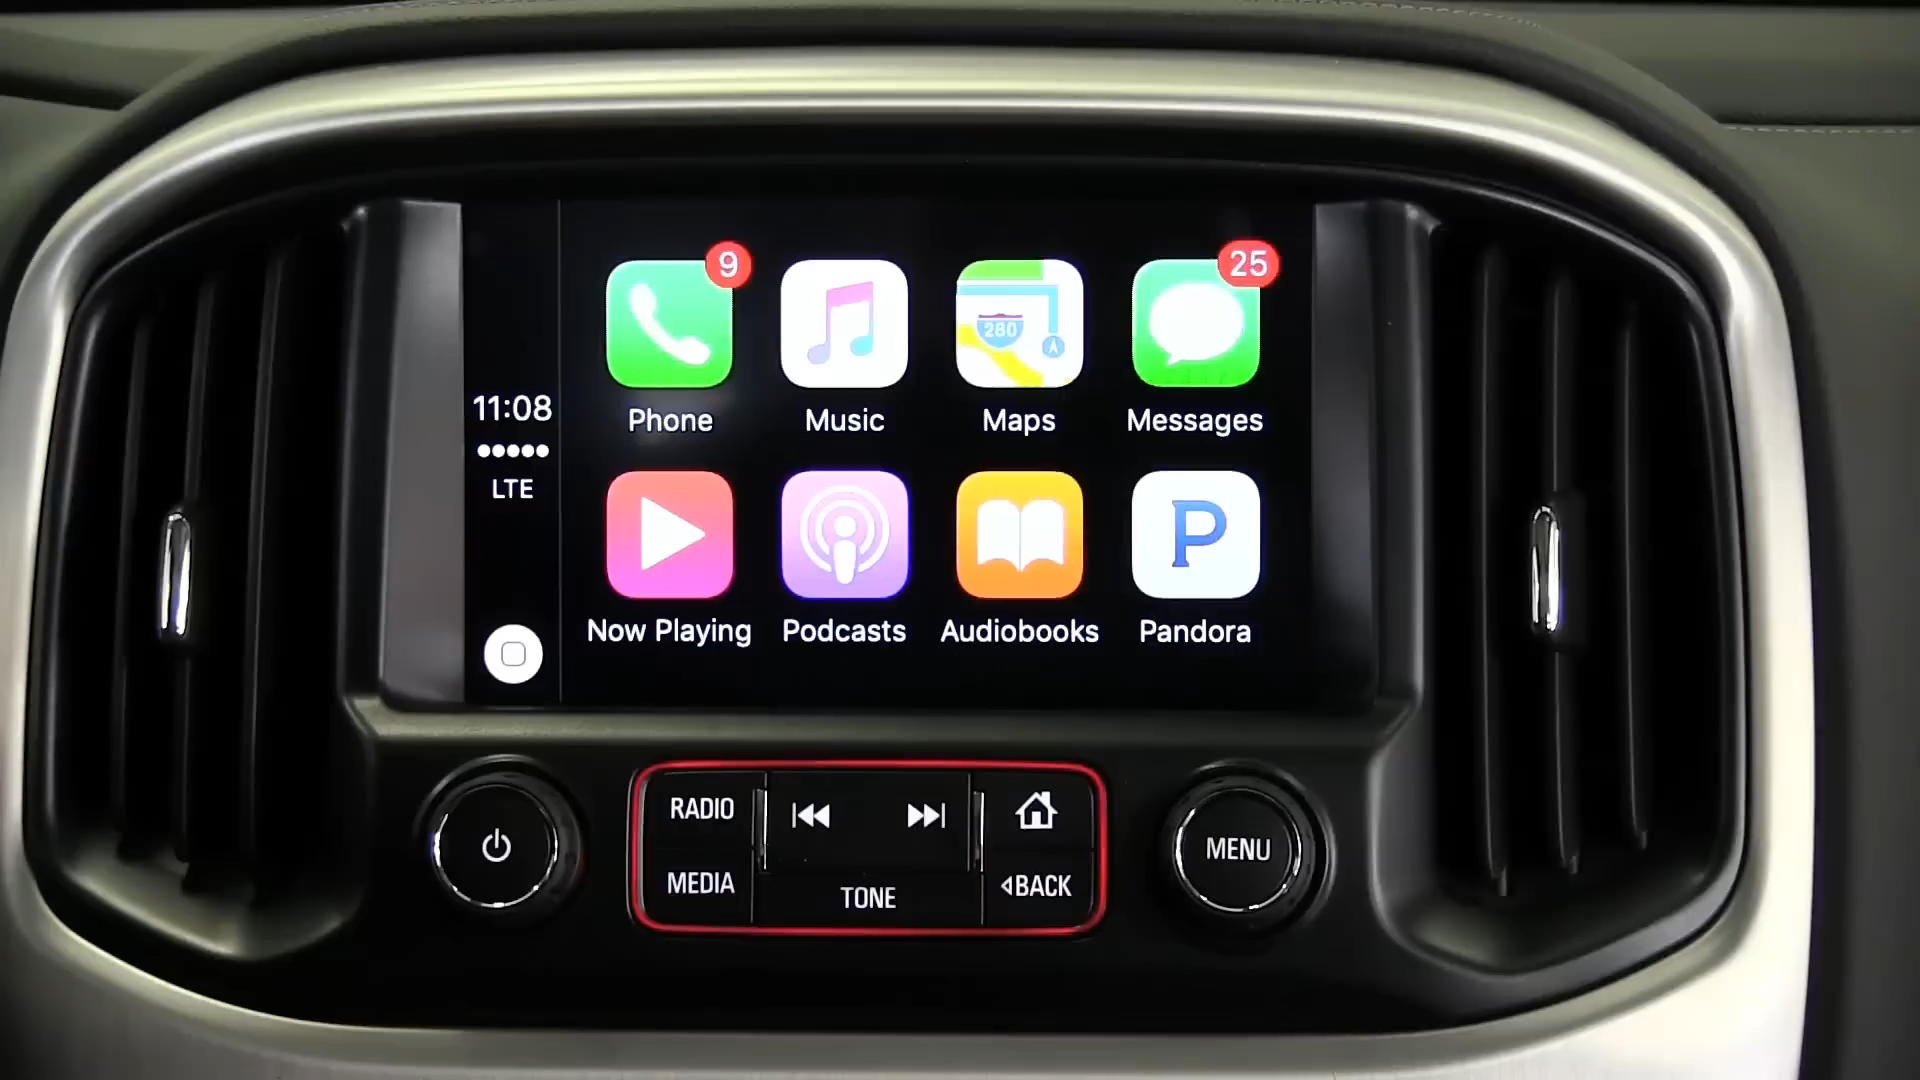 9
25
280
Phone
Music
Maps
Messages
11:08
LTE
P
Now Playing
Podcasts
Audiobooks
Pandora
RADIO
MEDIA
TONE
BACK
MENU